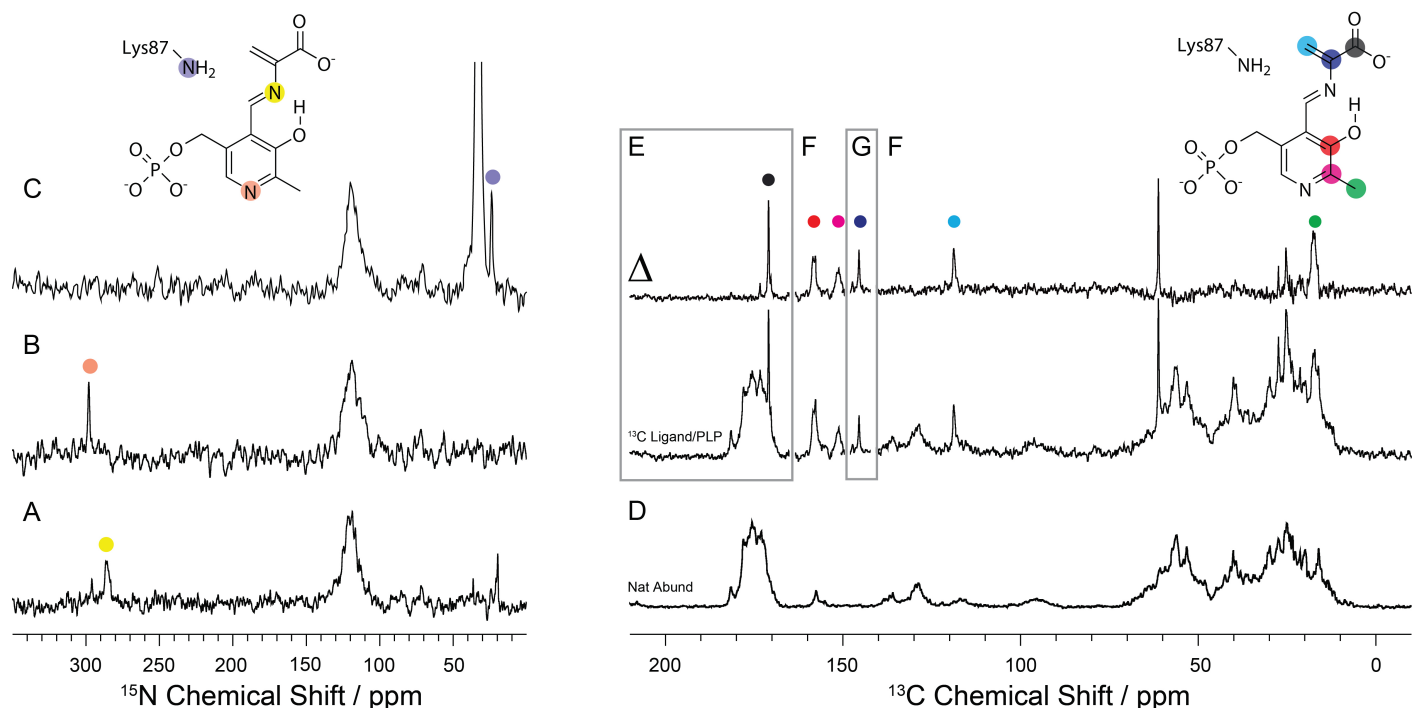 Lys87
NH2
O
O-
N
H
O
O
O
P
-O
O-
N
C
B
A
300 250 200 150 100 50
15N Chemical Shift / ppm
Lys87
NH2
O
O-
N
H
O
O
O
P
-O
O-
N
E F G F
Δ
13C Ligand/PLP
D
Nat Abund
200 150 100 50 0
13C Chemical Shift / ppm